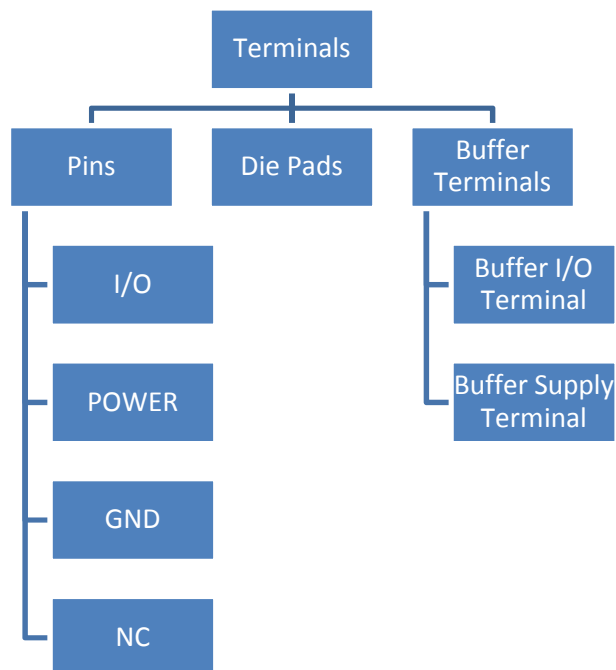 Terminals
Pins
Die Pads
Buffer
Terminals
I/O
POWER
GND
NC
Buffer I/O
Terminal
Buffer Supply
Terminal